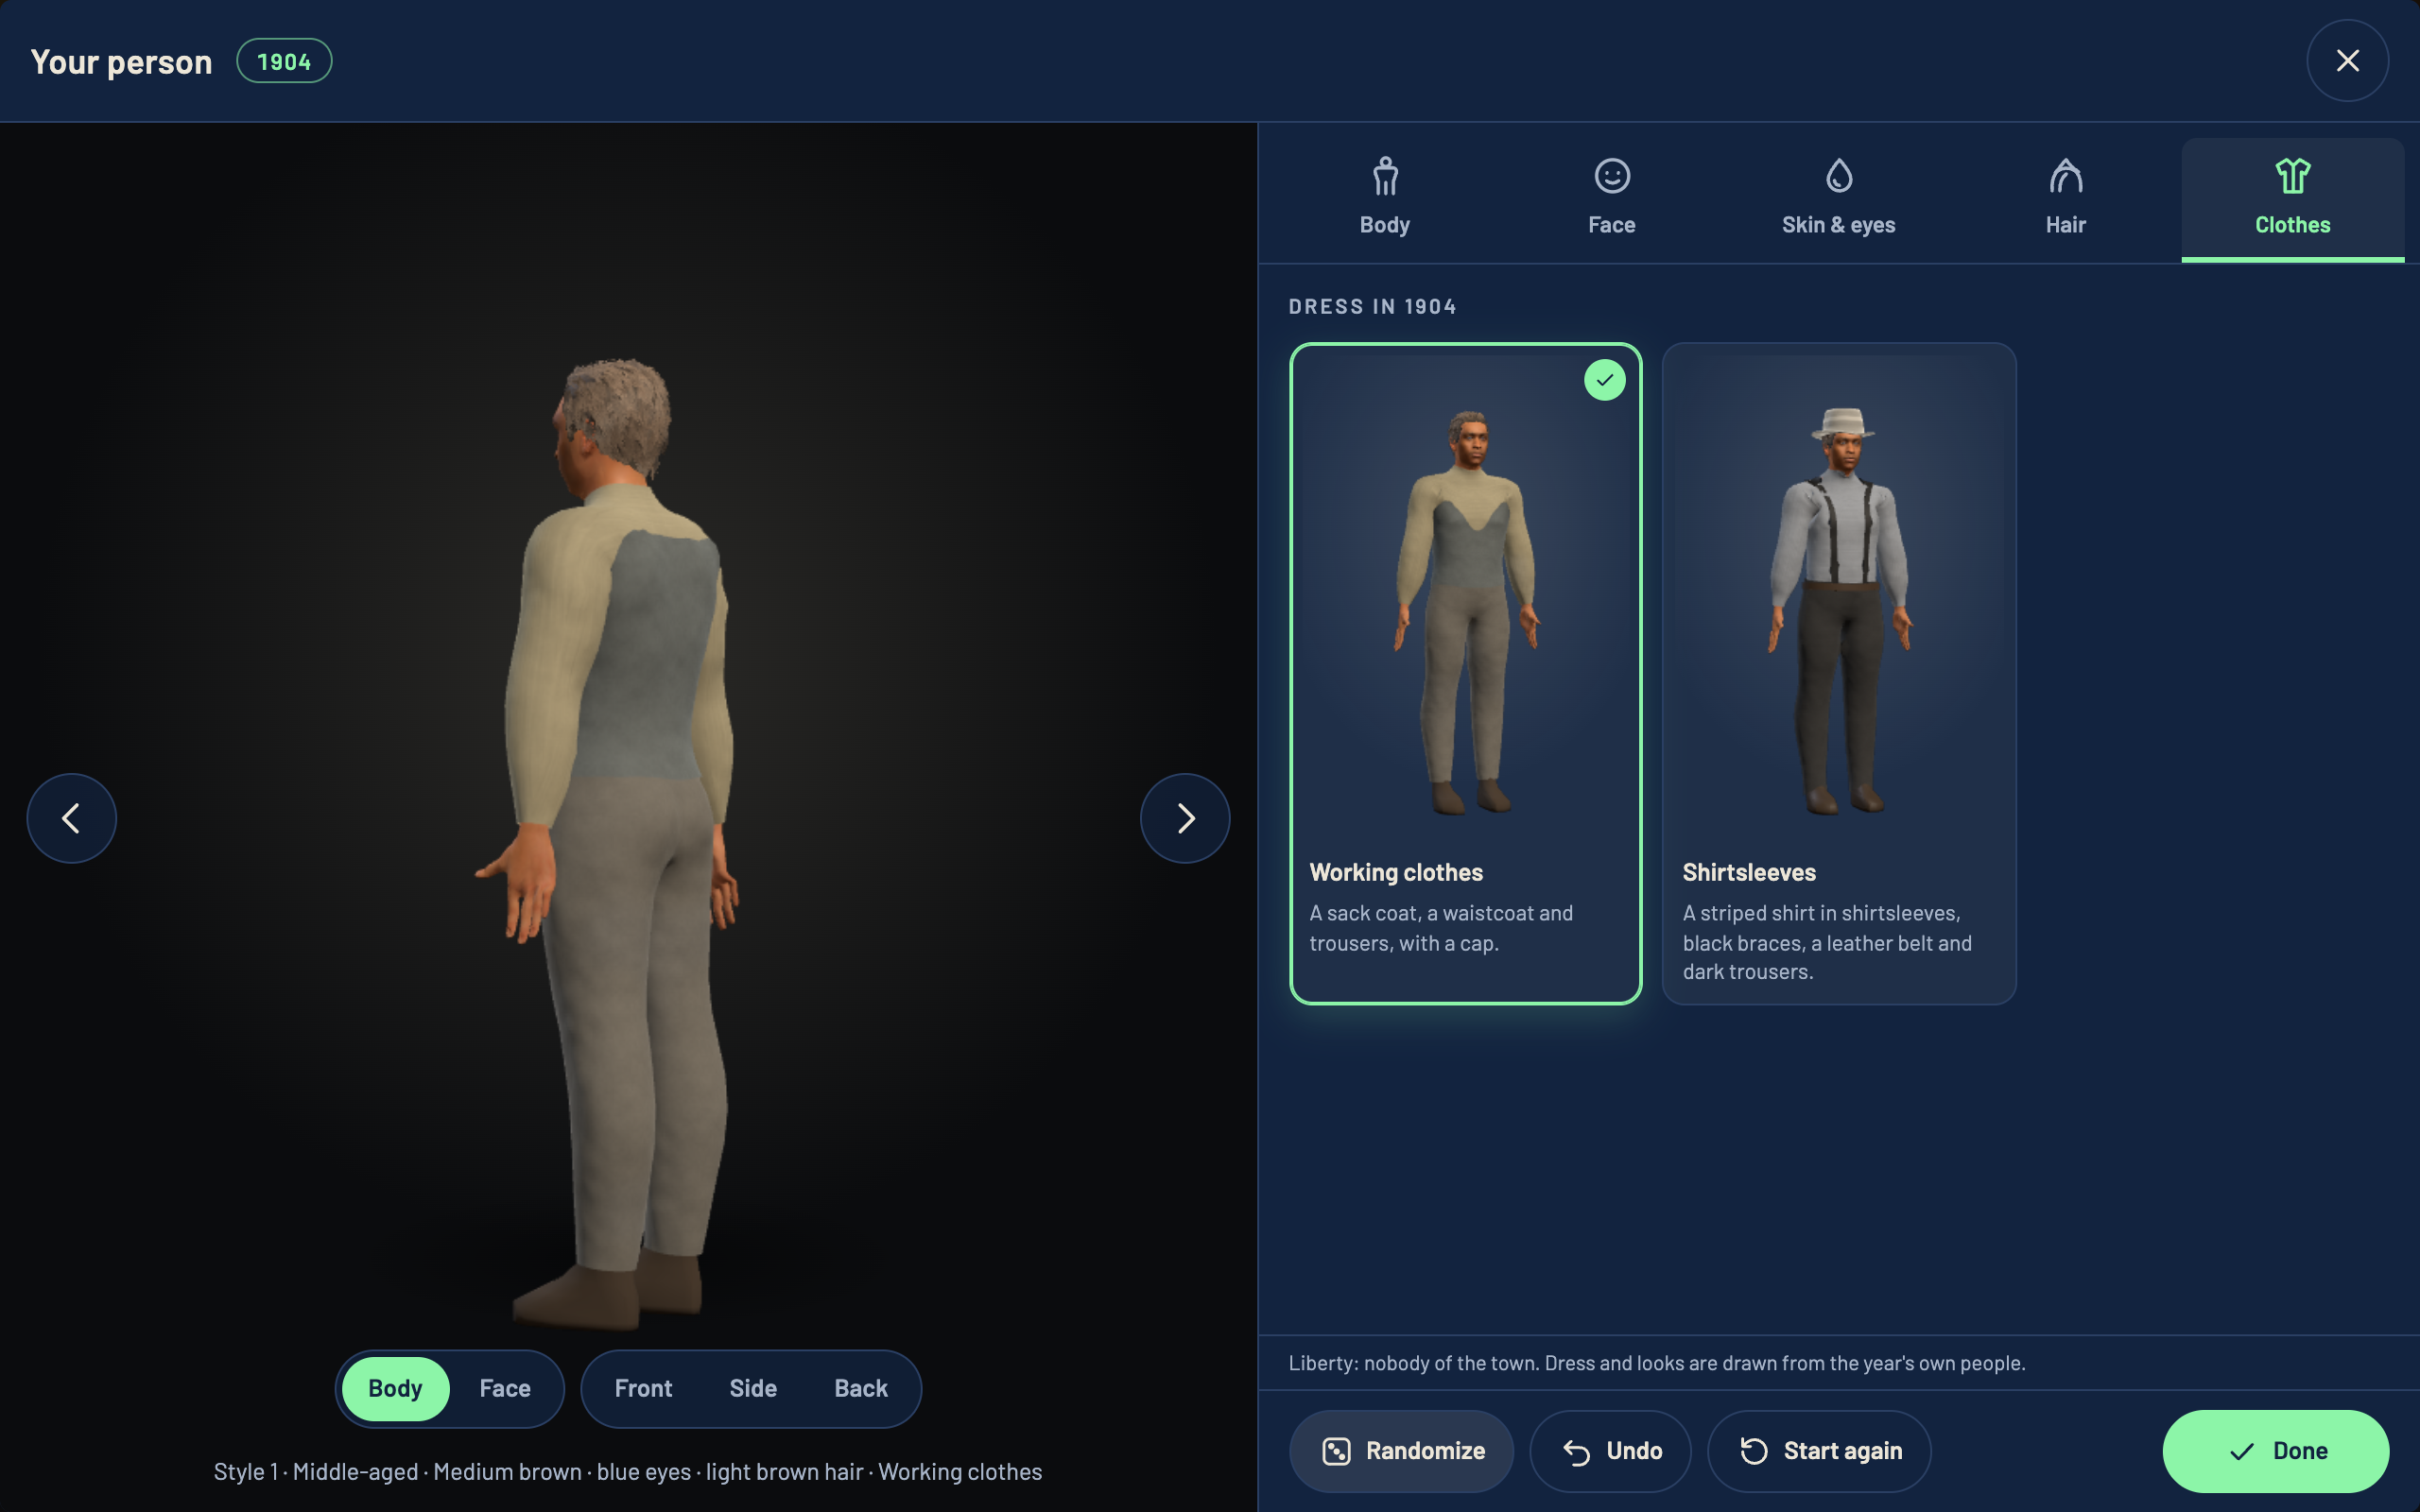 Your person
1904
Body
Face
Skin & eyes
Hair
Clothes
DRESS IN 1904
Working clothes
A sack coat, a waistcoat and
trousers, with a cap.
Shirtsleeves
A striped shirt in shirtsleeves,
black braces, a leather belt and
dark trousers.
Body
Face
Front
Side
Back
Style 1 · Middle-aged · Medium brown · blue eyes · light brown hair · Working clothes
Liberty: nobody of the town. Dress and looks are drawn from the year's own people.
Randomize
Undo
Start again
Done